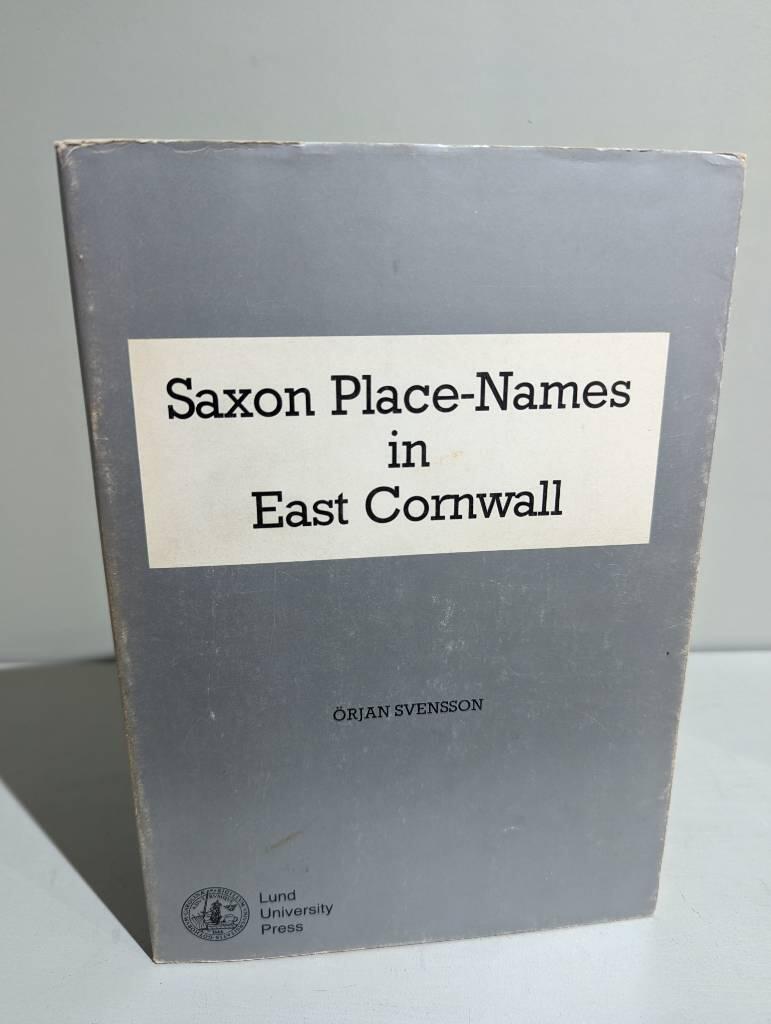 Saxon Place-Names
in
East Cornwall
ÖRJAN SVENSSON
Lund
University
Press